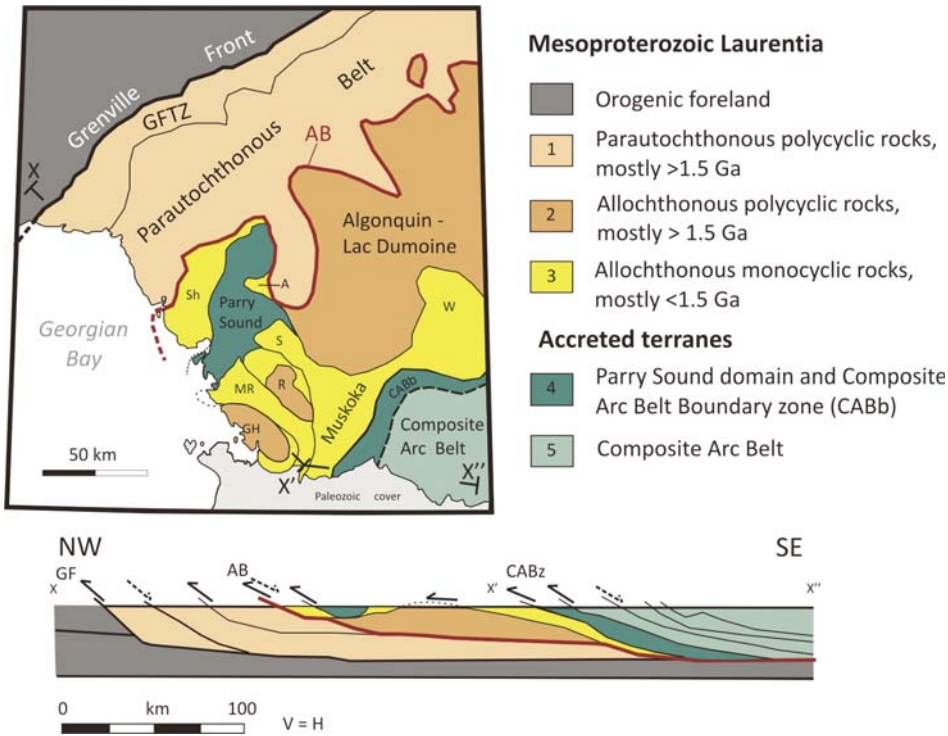 Grenville Front
GFTZ
Parautochthonous Belt
AB
X
Algonquin -
Lac Dumoine
Sh
A
Parry
Sound
W
S
Georgian
Bay
MR
R
Muskoka
CABb
GH
Composite
Arc Belt
50 km
X'
X''
Paleozoic cover
Mesoproterozoic Laurentia
Orogenic foreland
1
Parautochthonous polycyclic rocks,
mostly >1.5 Ga
2
Allochthonous polycyclic rocks,
mostly > 1.5 Ga
3
Allochthonous monocyclic rocks,
mostly <1.5 Ga
Accreted terranes
4
Parry Sound domain and Composite
Arc Belt Boundary zone (CABb)
5
Composite Arc Belt
NW
SE
GF
AB
CABz
X
X'
X''
0 km 100
V = H